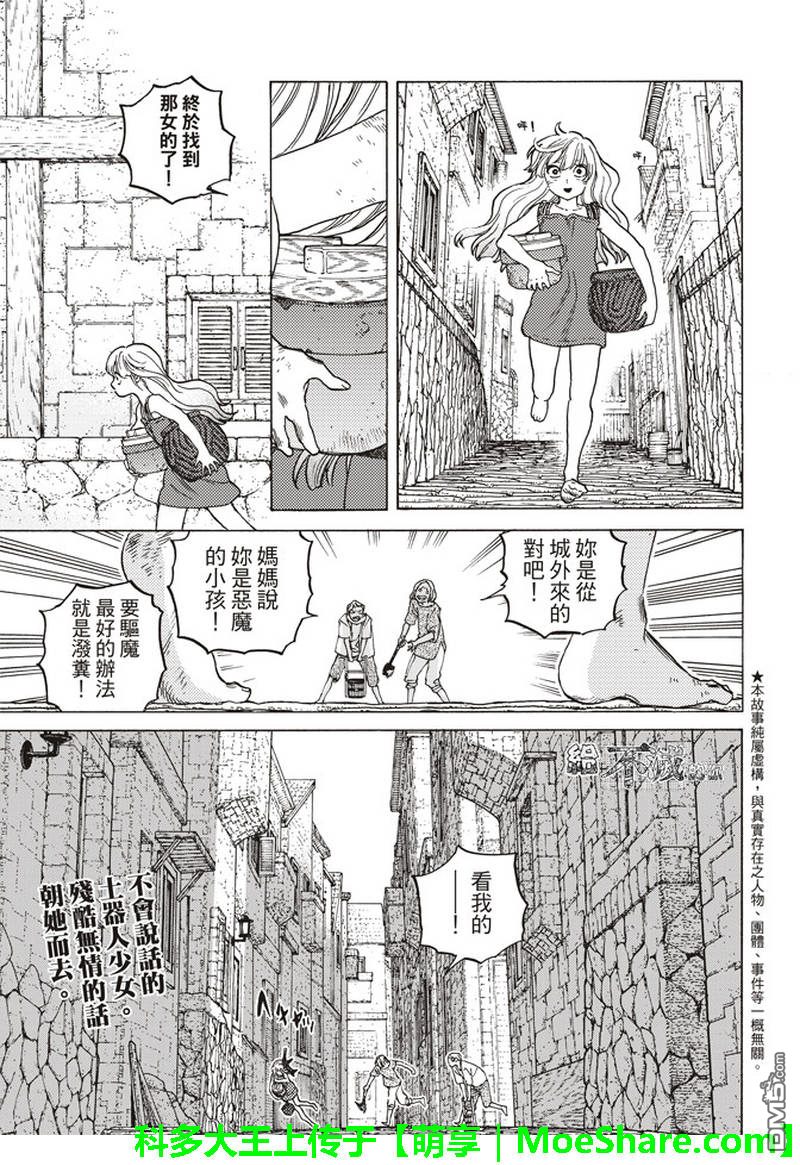 呼！
呼！
終於找到
那女的了！
妳是從
城外來的
對吧！
媽媽說
妳是惡魔
的小孩！
要驅魔
最好的辦法
就是潑糞！
看我的
——！
不會說話的
土器人少女。
殘酷無情的話
朝她而去。
★本故事純屬虛構，與真實存在之人物、團體、事件等一概無關。
DM5.com
科多大王上传于【萌享】MoeShare.com